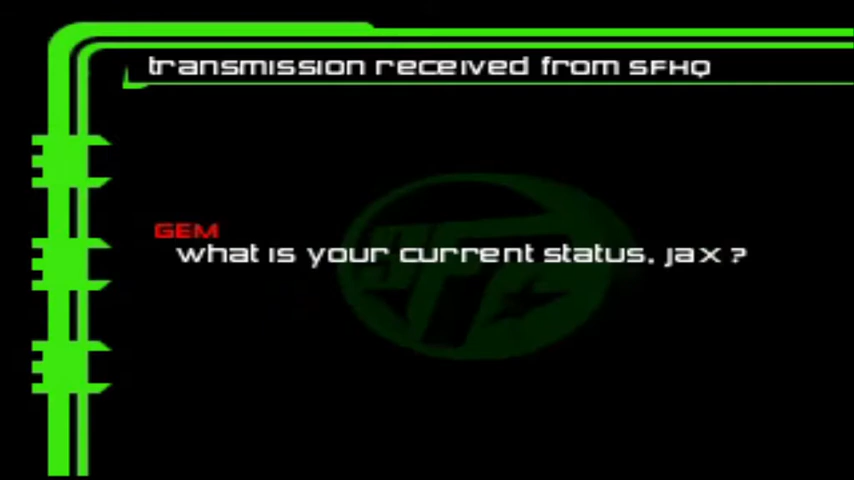 transmission received from SFHQ
GEM
what is your current status, jax ?